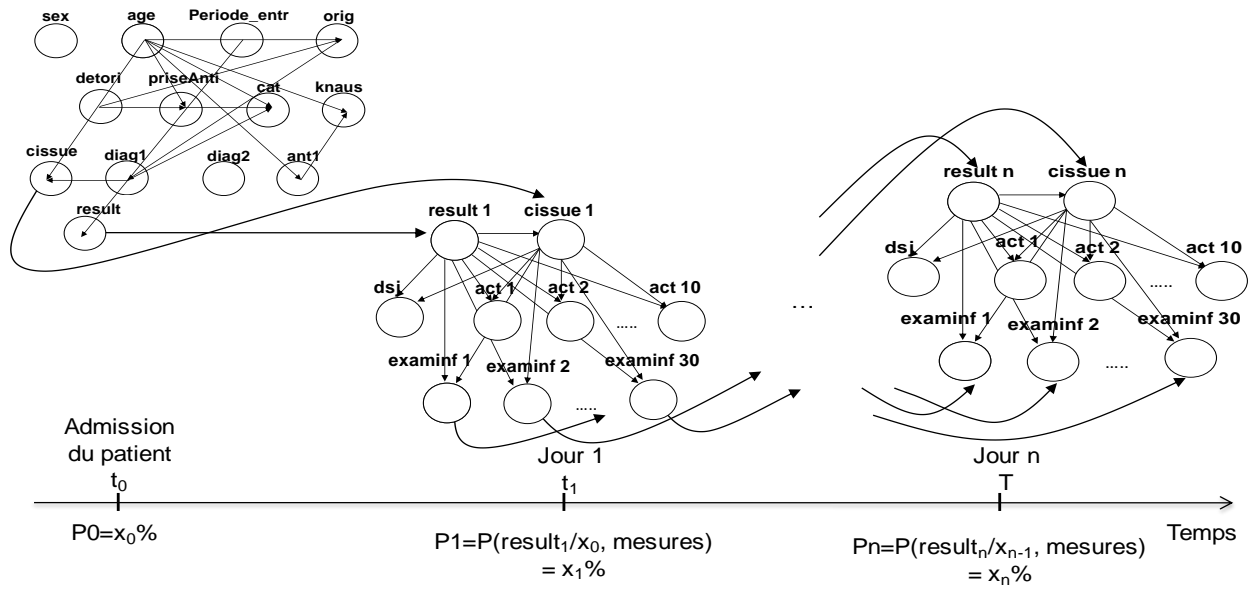 sex age Periode_entr orig
detori priseAnti cat knaus
cissue diag1 diag2 ant1
result
result 1 cissue 1
dsi act 1 act 2 act 10
.....
examinf 1 examinf 2 examinf 30
.....
...
result n cissue n
dsi act 1 act 2 act 10
.....
examinf 1 examinf 2 examinf 30
.....
Admission
du patient
t0
Jour 1
t1
Jour n
T
Temps
P0=x0%
P1=P(result1/x0, mesures)
= x1%
Pn=P(resultn/xn-1, mesures)
= xn%